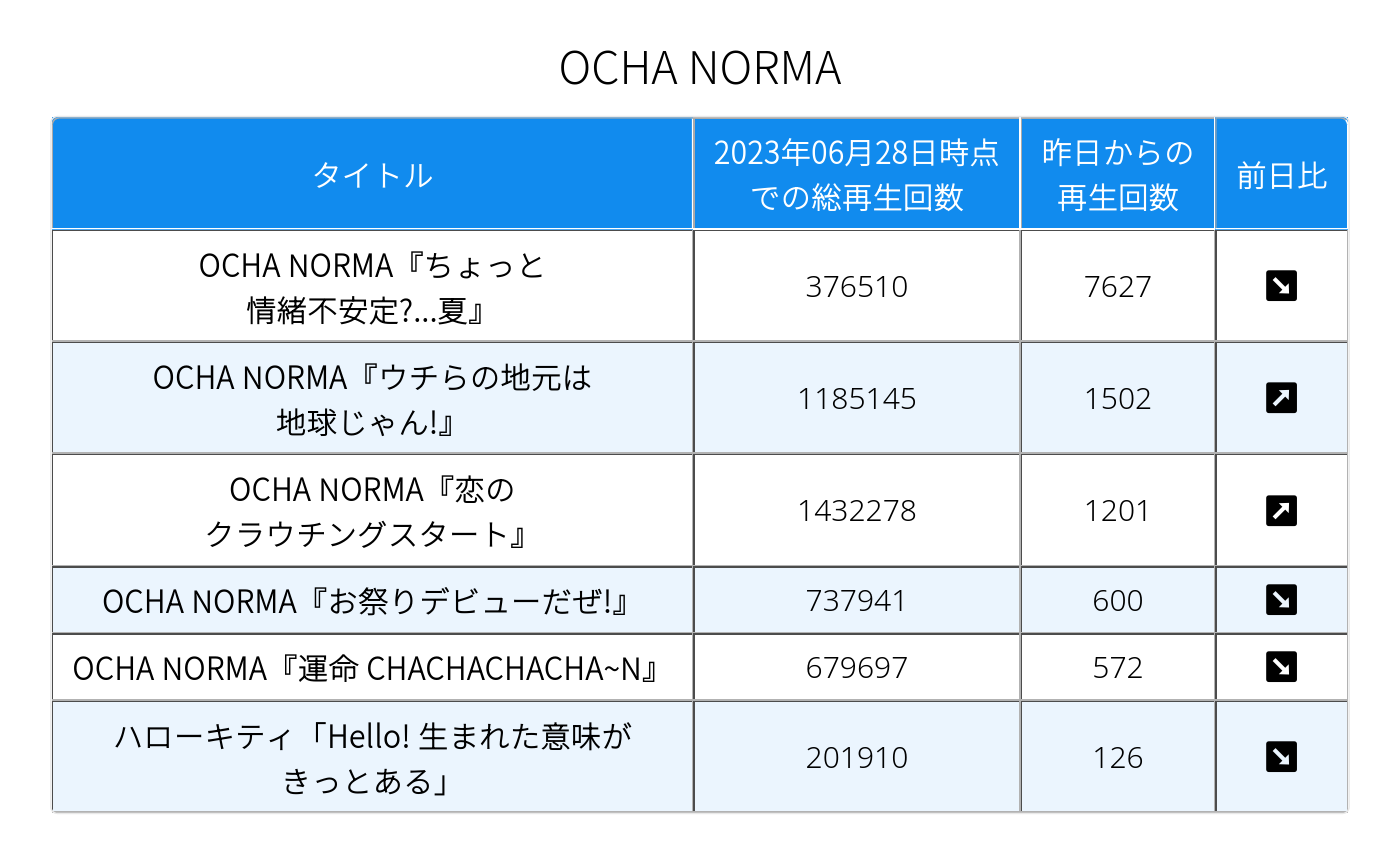 OCHA NORMA
タイトル
2023年06月28日時点
での総再生回数
昨日からの
再生回数
前日比
OCHA NORMA『ちょっと
情緒不安定?...夏』
376510
7627
OCHA NORMA『ウチらの地元は
地球じゃん!』
1185145
1502
OCHA NORMA『恋の
クラウチングスタート』
1432278
1201
OCHA NORMA『お祭りデビューだぜ!』
737941
600
OCHA NORMA『運命 CHACHACHACHA~N』
679697
572
ハローキティ「Hello! 生まれた意味が
きっとある」
201910
126